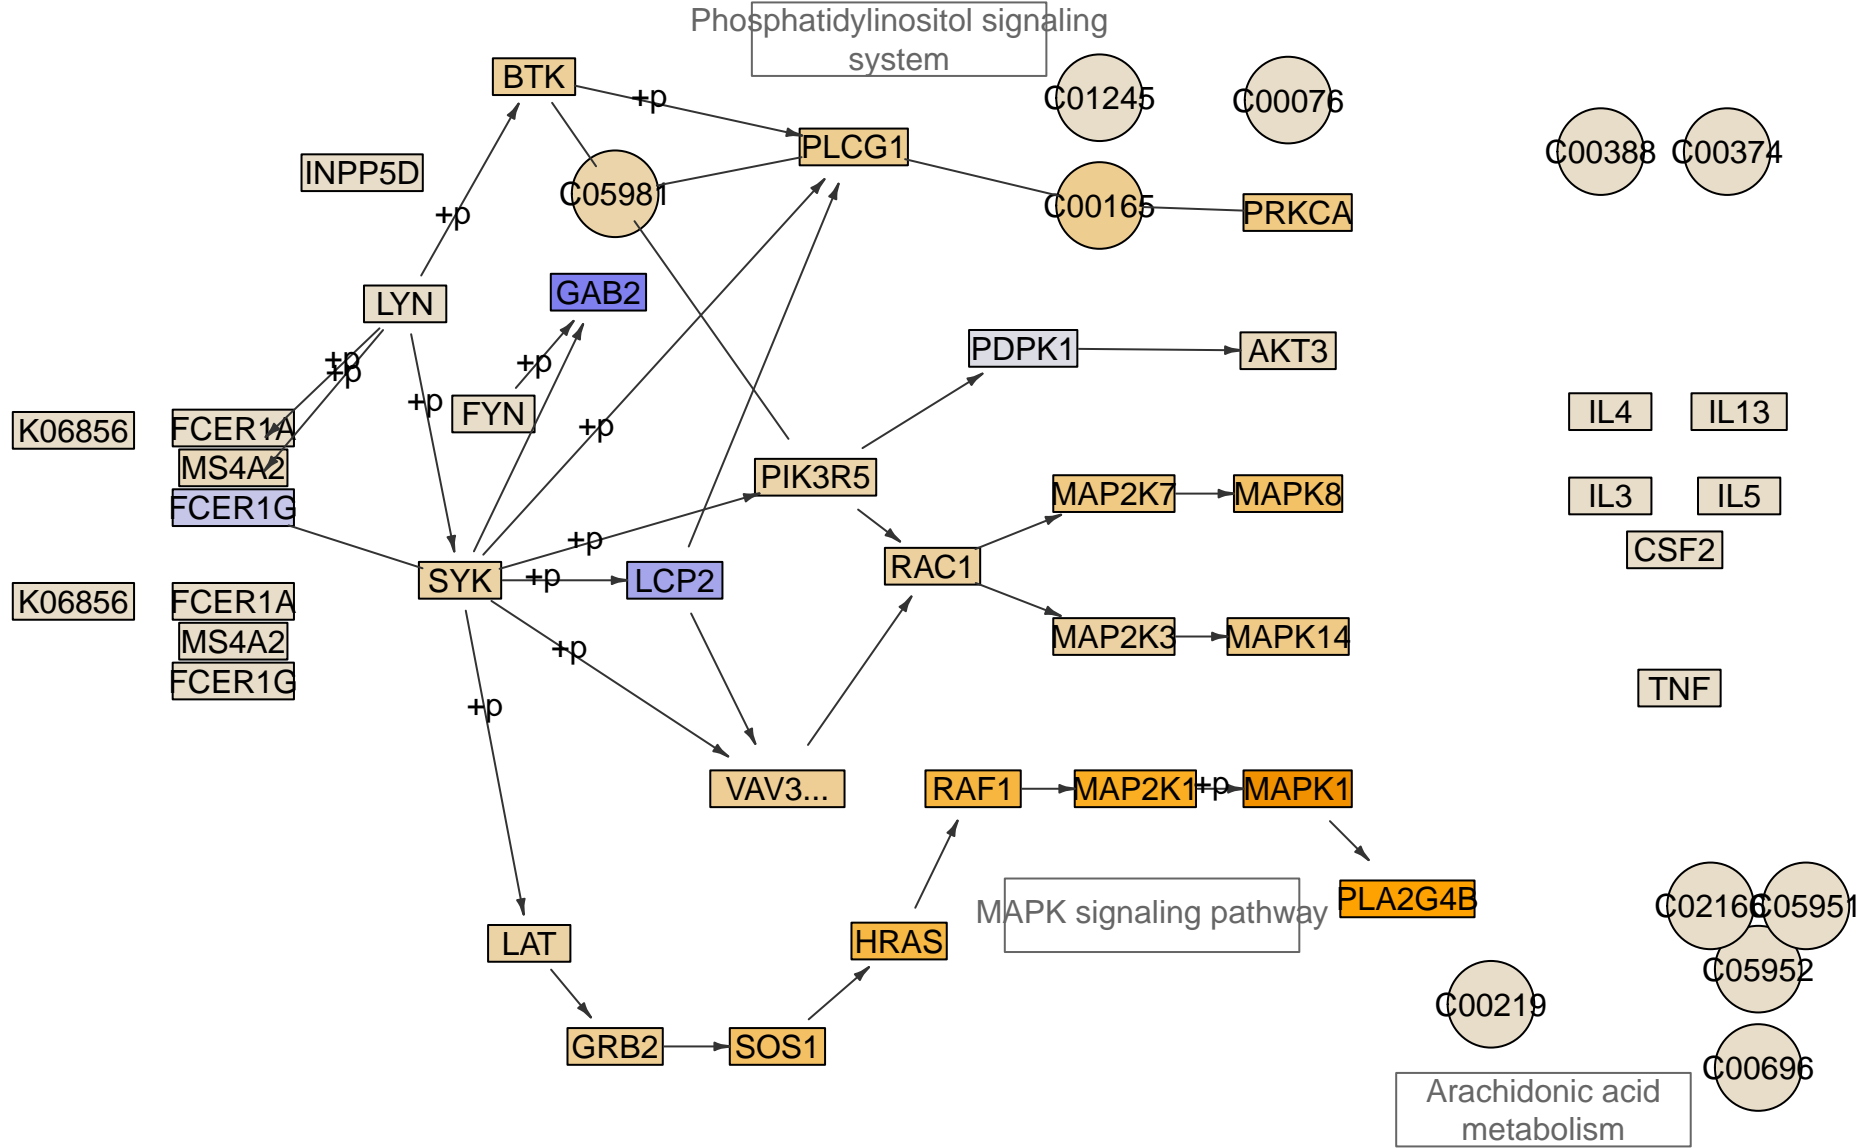 Phosphatidylinositol signaling
system
BTK
+p
C01245
C00076
PLCG1
C00388
C00374
INPP5D
C05981
+p
C00165
PRKCA
LYN
GAB2
+p
+p
+p
PDPK1
AKT3
+p
FYN
+p
K06856
FCER1A
IL4
IL13
MS4A2
PIK3R5
MAP2K7
MAPK8
FCER1G
IL3
IL5
+p
CSF2
SYK
+p
LCP2
RAC1
K06856
FCER1A
MS4A2
+p
MAP2K3
MAPK14
FCER1G
TNF
+p
VAV3...
RAF1
MAP2K1
+p
MAPK1
MAPK signaling pathway
PLA2G4B
C02166
C05951
LAT
HRAS
C05952
C00219
GRB2
SOS1
C00696
Arachidonic acid
metabolism